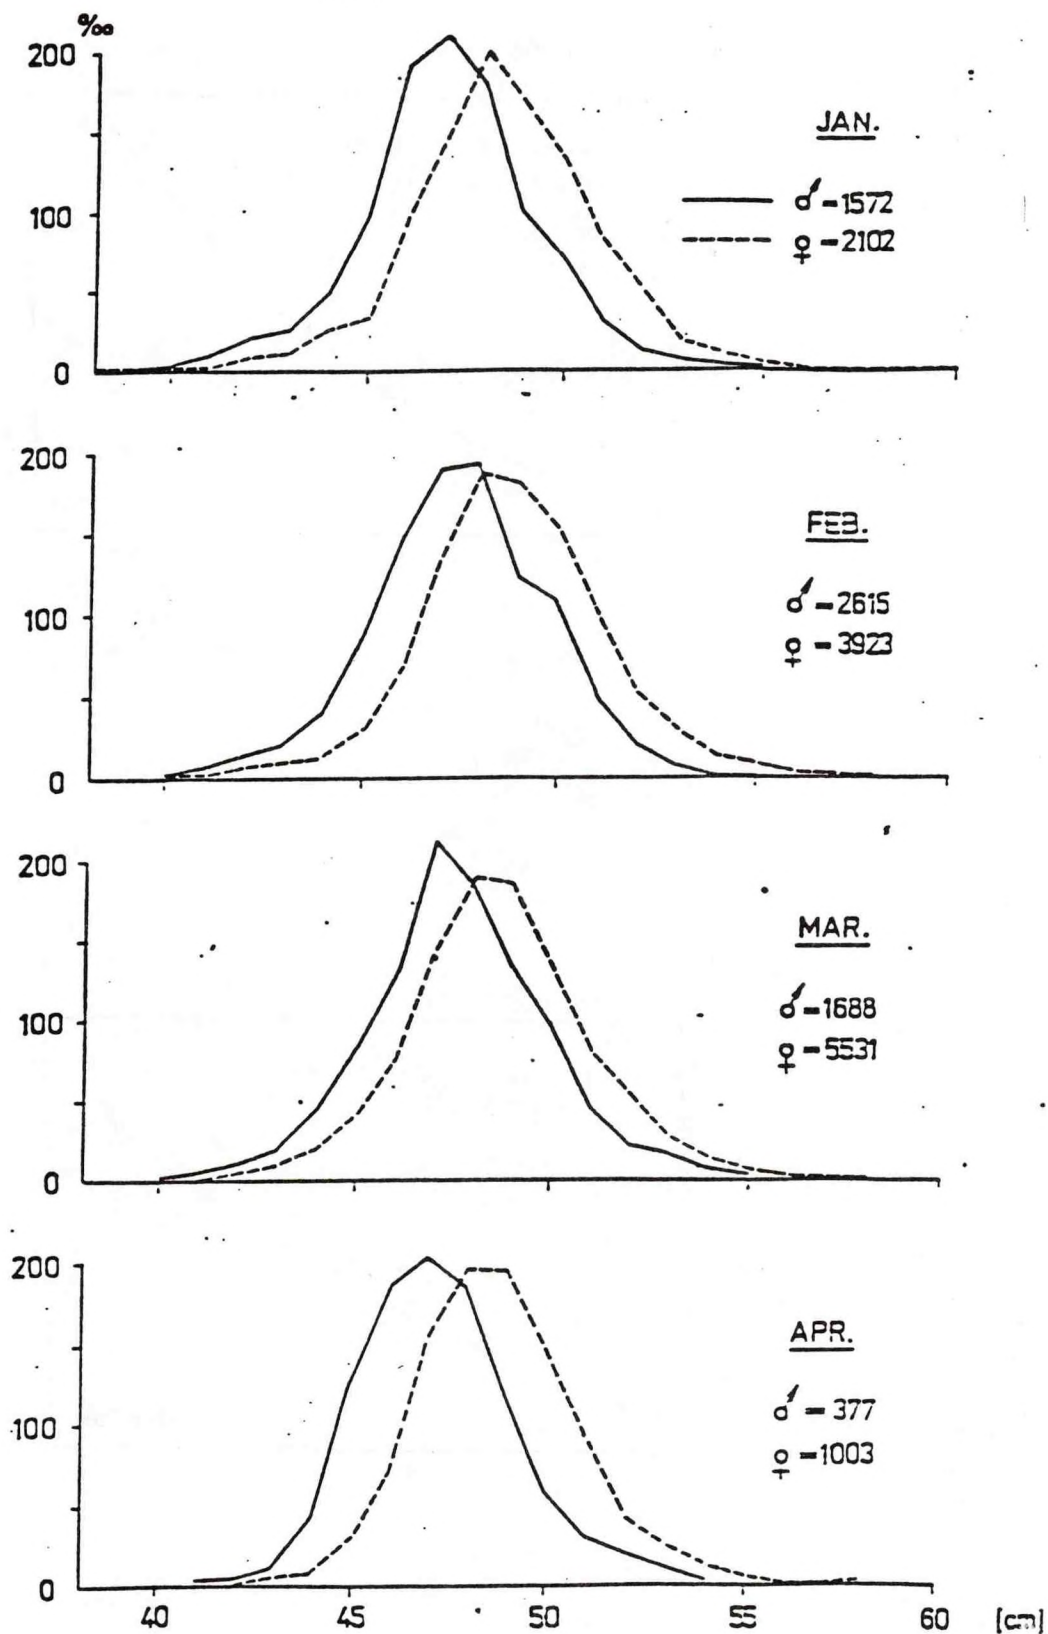 ‰
200
100
0
JAN.
♂ = 1572
♀ = 2102
200
100
0
FEB.
♂ = 2615
♀ = 3923
200
100
0
MAR.
♂ = 1688
♀ = 5531
200
100
0
APR.
♂ = 377
♀ = 1003
40 45 50 55 60 [cm]